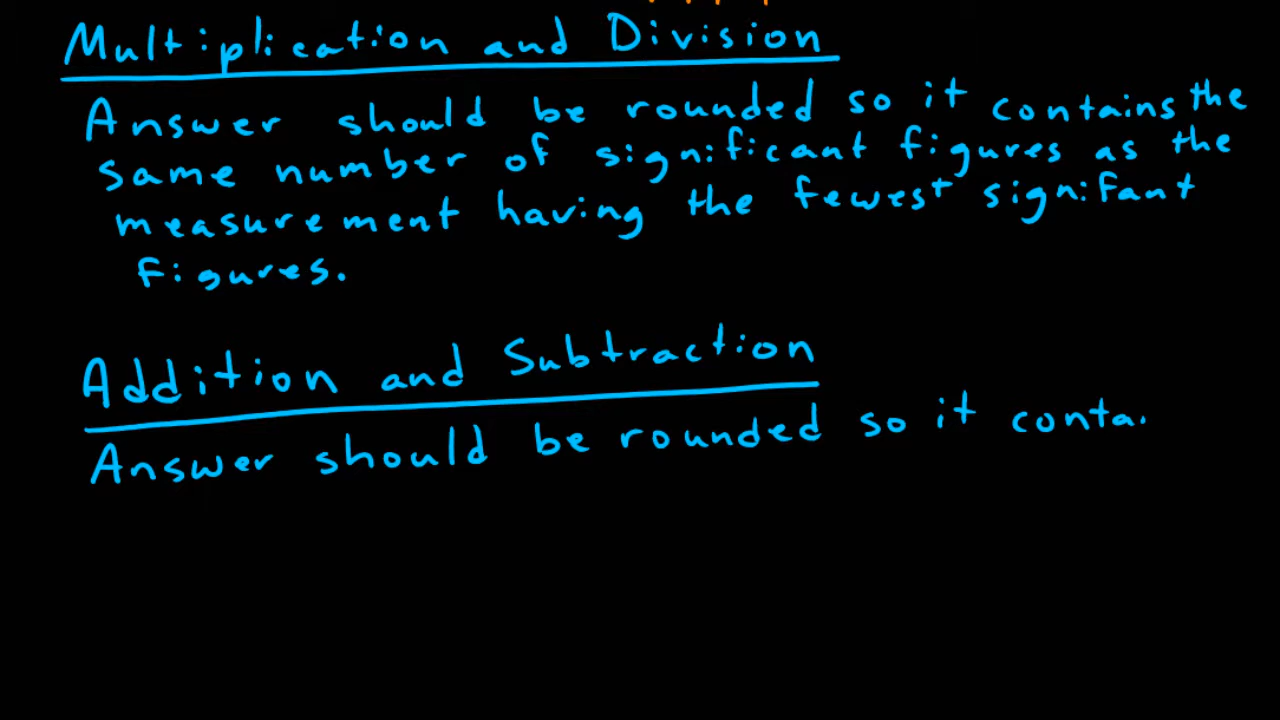 Multiplication and Division
Answer should be rounded so it contains the
same number of significant figures as the
measurement having the fewest signifant
figures.
Addition and Subtraction
Answer should be rounded so it conta